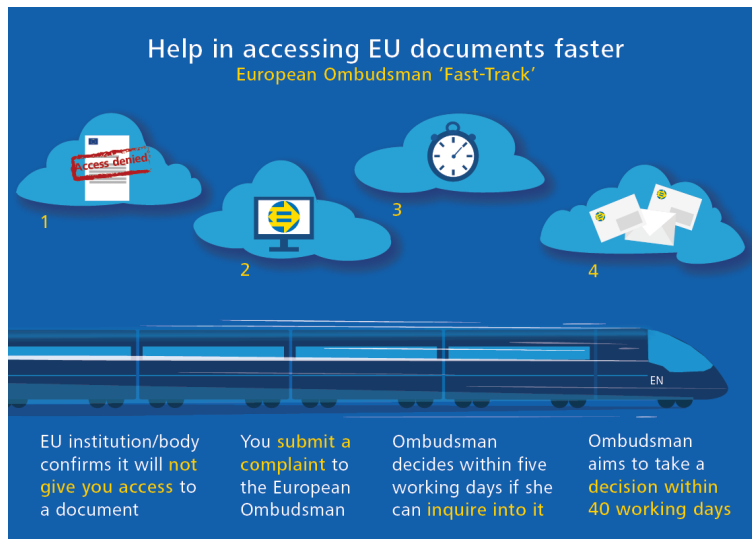 Help in accessing EU documents faster
European Ombudsman ‘Fast-Track’
Access denied
1
2
3
4
EN
EU institution/body
confirms it will not
give you access to
a document
You submit a
complaint to
the European
Ombudsman
Ombudsman
decides within five
working days if she
can inquire into it
Ombudsman
aims to take a
decision within
40 working days